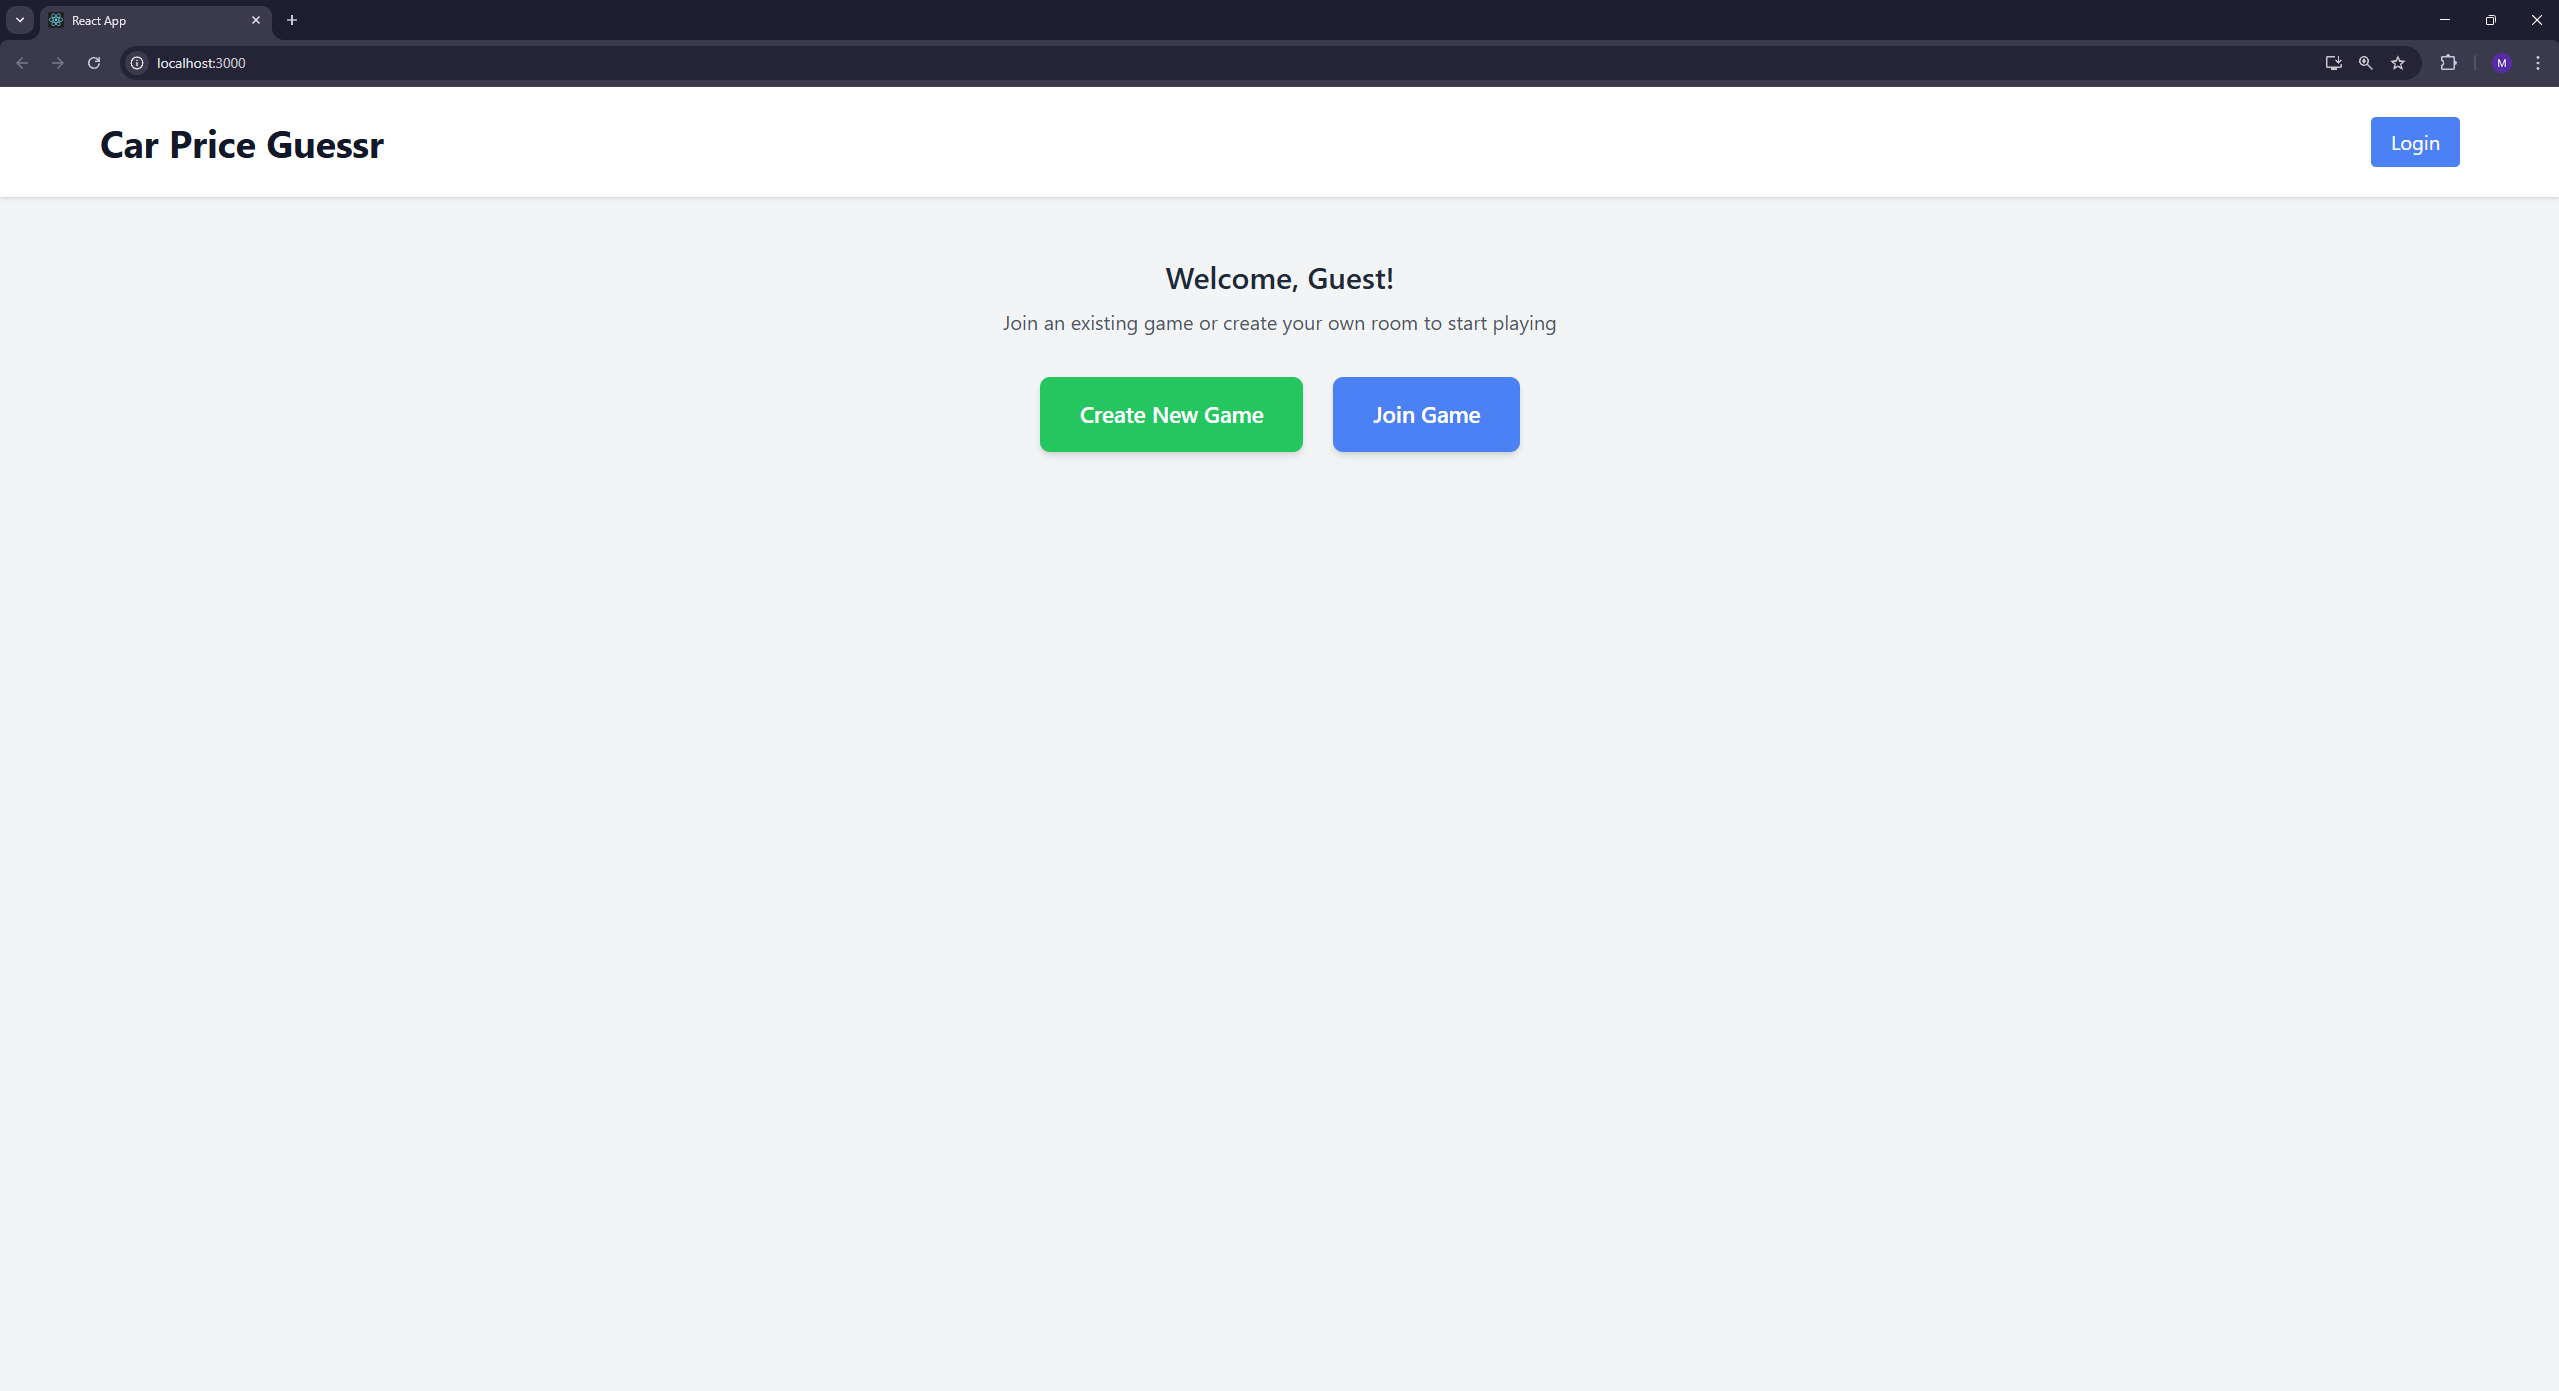 React App
localhost:3000
M
Car Price Guessr
Login
Welcome, Guest!
Join an existing game or create your own room to start playing
Create New Game
Join Game